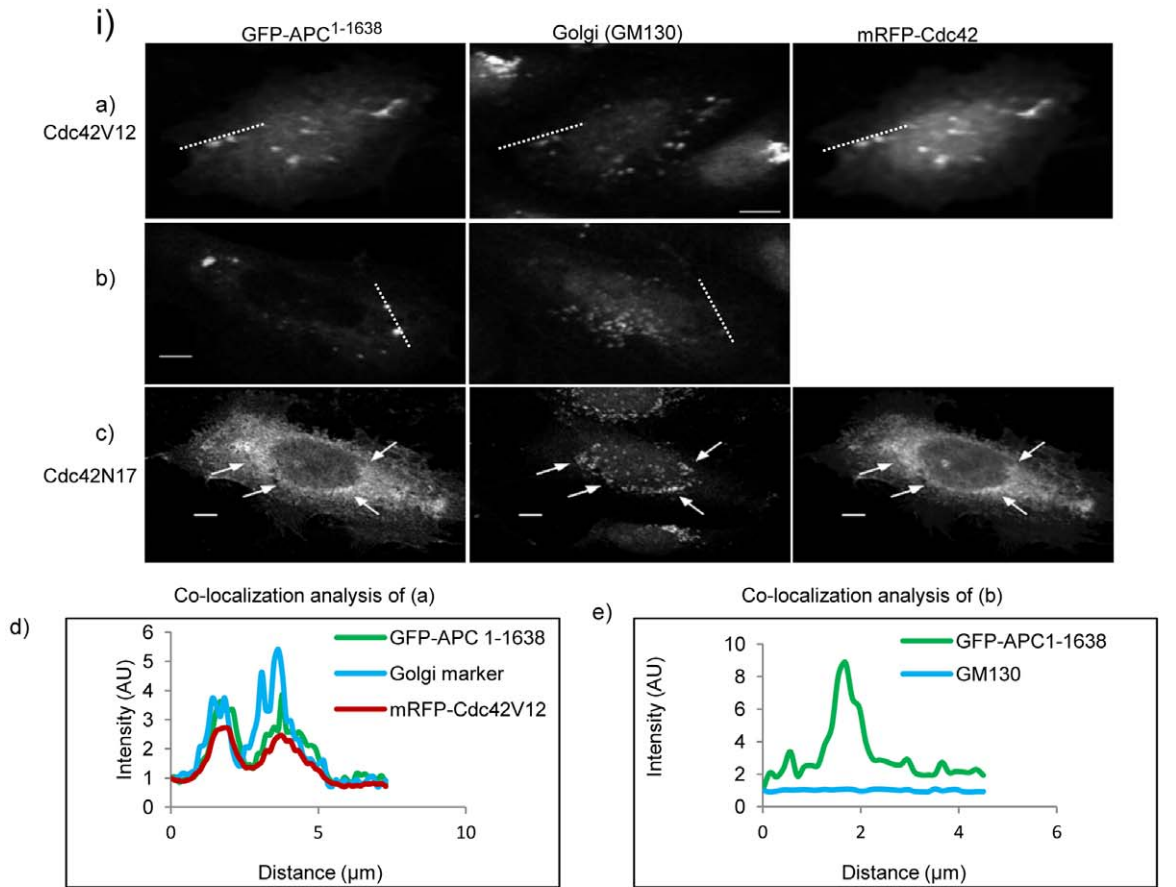 i)
GFP-APC1-1638 Golgi (GM130) mRFP-Cdc42
a)
Cdc42V12
b)
c)
Cdc42N17
Co-localization analysis of (a)
d)
6
5
4
3
2
1
0
Intensity (AU)
GFP-APC 1-1638
Golgi marker
mRFP-Cdc42V12
0 5 10
Distance (µm)
Co-localization analysis of (b)
e)
10
8
6
4
2
0
Intensity (AU)
GFP-APC1-1638
GM130
0 2 4 6
Distance (µm)